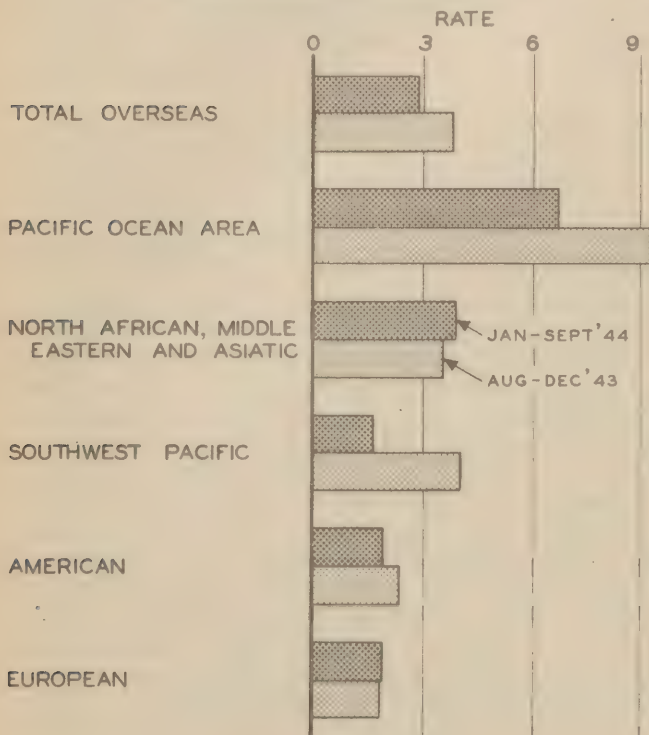 RATE
0 3 6 9
TOTAL OVERSEAS
PACIFIC OCEAN AREA
NORTH AFRICAN, MIDDLE
EASTERN AND ASIATIC
JAN-SEPT'44
AUG-DEC'43
SOUTHWEST PACIFIC
AMERICAN
EUROPEAN